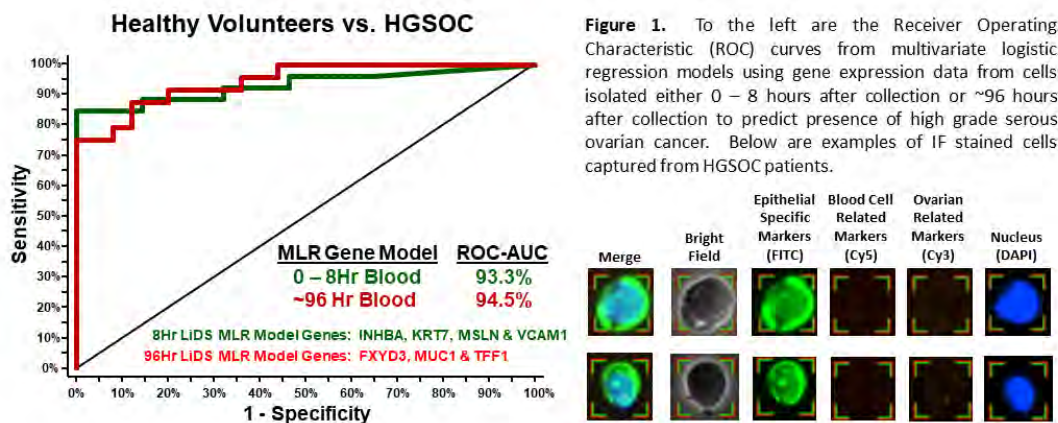 Healthy Volunteers vs. HGSOC
100%
90%
80%
70%
60%
50%
40%
30%
20%
10%
0%
Sensitivity
0% 10% 20% 30% 40% 50% 60% 70% 80% 90% 100%
1 - Specificity
MLR Gene Model ROC-AUC
0 – 8Hr Blood 93.3%
~96 Hr Blood 94.5%
8Hr LiDS MLR Model Genes: INHBA, KRT7, MSLN & VCAM1
96Hr LiDS MLR Model Genes: FXYD3, MUC1 & TFF1
Figure 1. To the left are the Receiver Operating
Characteristic (ROC) curves from multivariate logistic
regression models using gene expression data from cells
isolated either 0 – 8 hours after collection or ~96 hours
after collection to predict presence of high grade serous
ovarian cancer. Below are examples of IF stained cells
captured from HGSOC patients.
Merge
Bright
Field
Epithelial
Specific
Markers
(FITC)
Blood Cell
Related
Markers
(Cy5)
Ovarian
Related
Markers
(Cy3)
Nucleus
(DAPI)